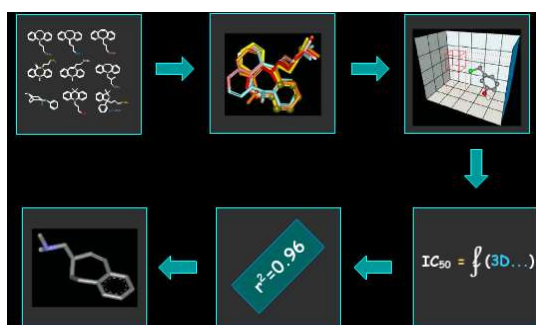 IC50 = f (3D...)
r²=0.96